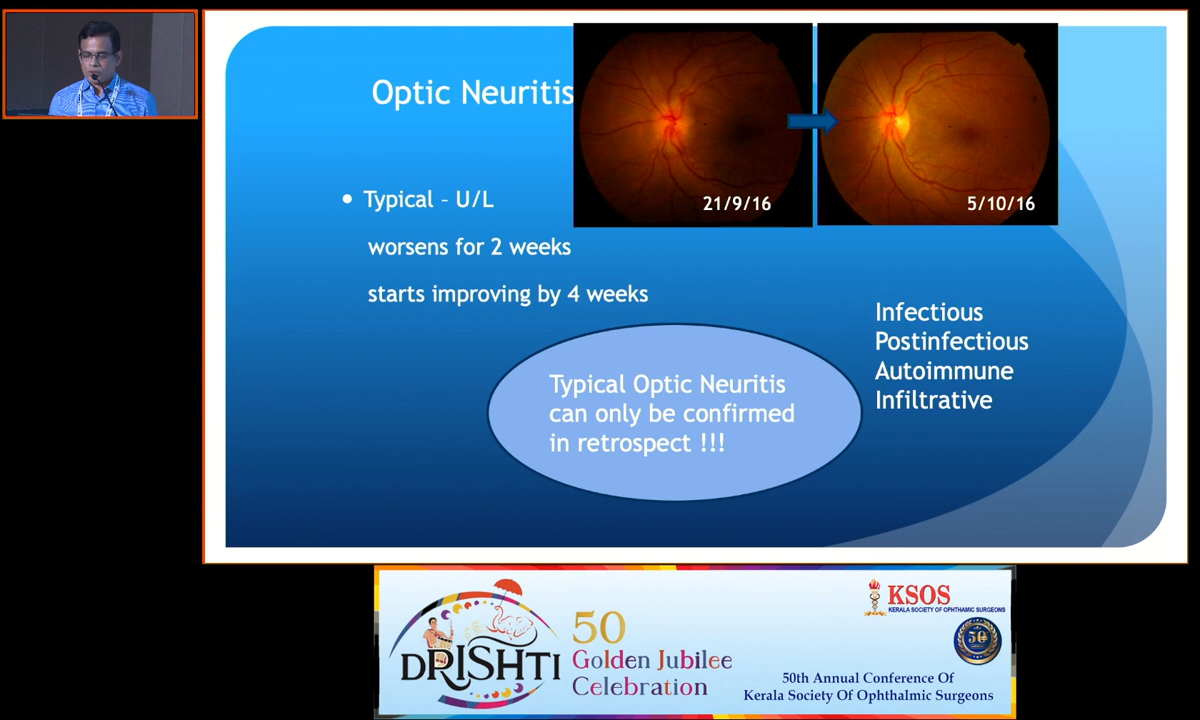 Optic Neuritis
21/9/16
5/10/16
• Typical – U/L
worsens for 2 weeks
starts improving by 4 weeks
Infectious
Postinfectious
Autoimmune
Infiltrative
Typical Optic Neuritis
can only be confirmed
in retrospect !!!
DRISHTI
50
Golden Jubilee
Celebration
KSOS
KERALA SOCIETY OF OPHTHAMIC SURGEONS
50
50th Annual Conference Of
Kerala Society Of Ophthalmic Surgeons